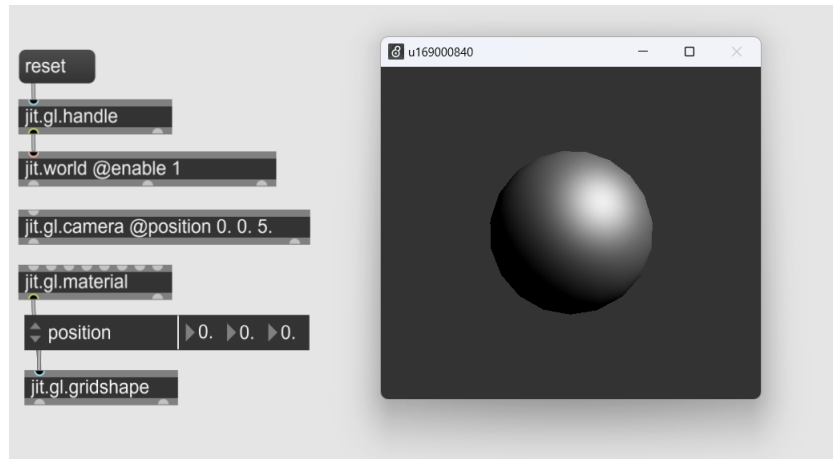 reset
jit.gl.handle
jit.world @enable 1
jit.gl.camera @position 0. 0. 5.
jit.gl.material
position 0. 0. 0.
jit.gl.gridshape
u169000840